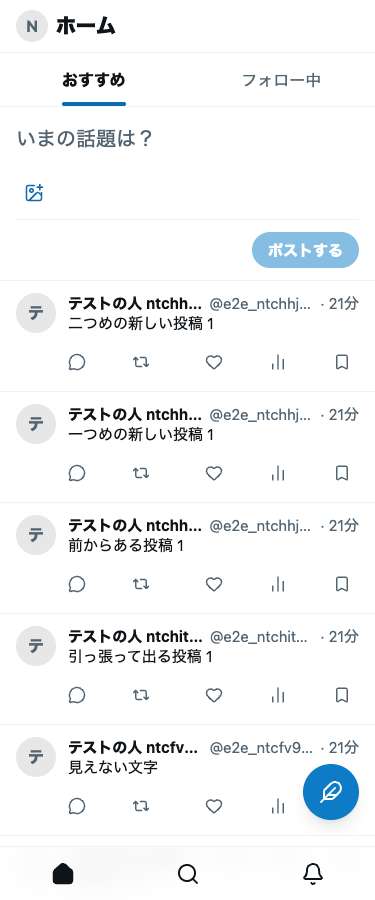 N ホーム
おすすめ フォロー中
いまの話題は？
ポストする
テ テストの人 ntchh... @e2e_ntchhj... · 21分
二つめの新しい投稿 1
テ テストの人 ntchh... @e2e_ntchhj... · 21分
一つめの新しい投稿 1
テ テストの人 ntchh... @e2e_ntchhj... · 21分
前からある投稿 1
テ テストの人 ntchit... @e2e_ntchit... · 21分
引っ張って出る投稿 1
テ テストの人 ntcfv... @e2e_ntcfv9... · 21分
見えない文字